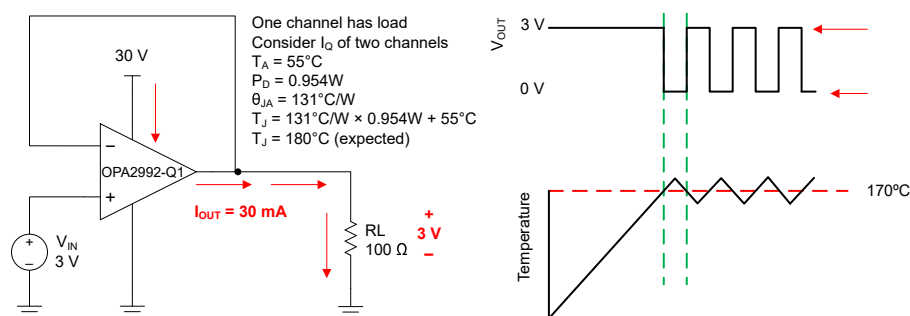 One channel has load
Consider IQ of two channels
TA = 55°C
PD = 0.954W
θJA = 131°C/W
TJ = 131°C/W × 0.954W + 55°C
TJ = 180°C (expected)
30 V
–
OPA2992-Q1
+
IOUT = 30 mA
+
–
VIN
3 V
RL
100 Ω
+
3 V
–
VOUT
3 V
0 V
Temperature
170ºC